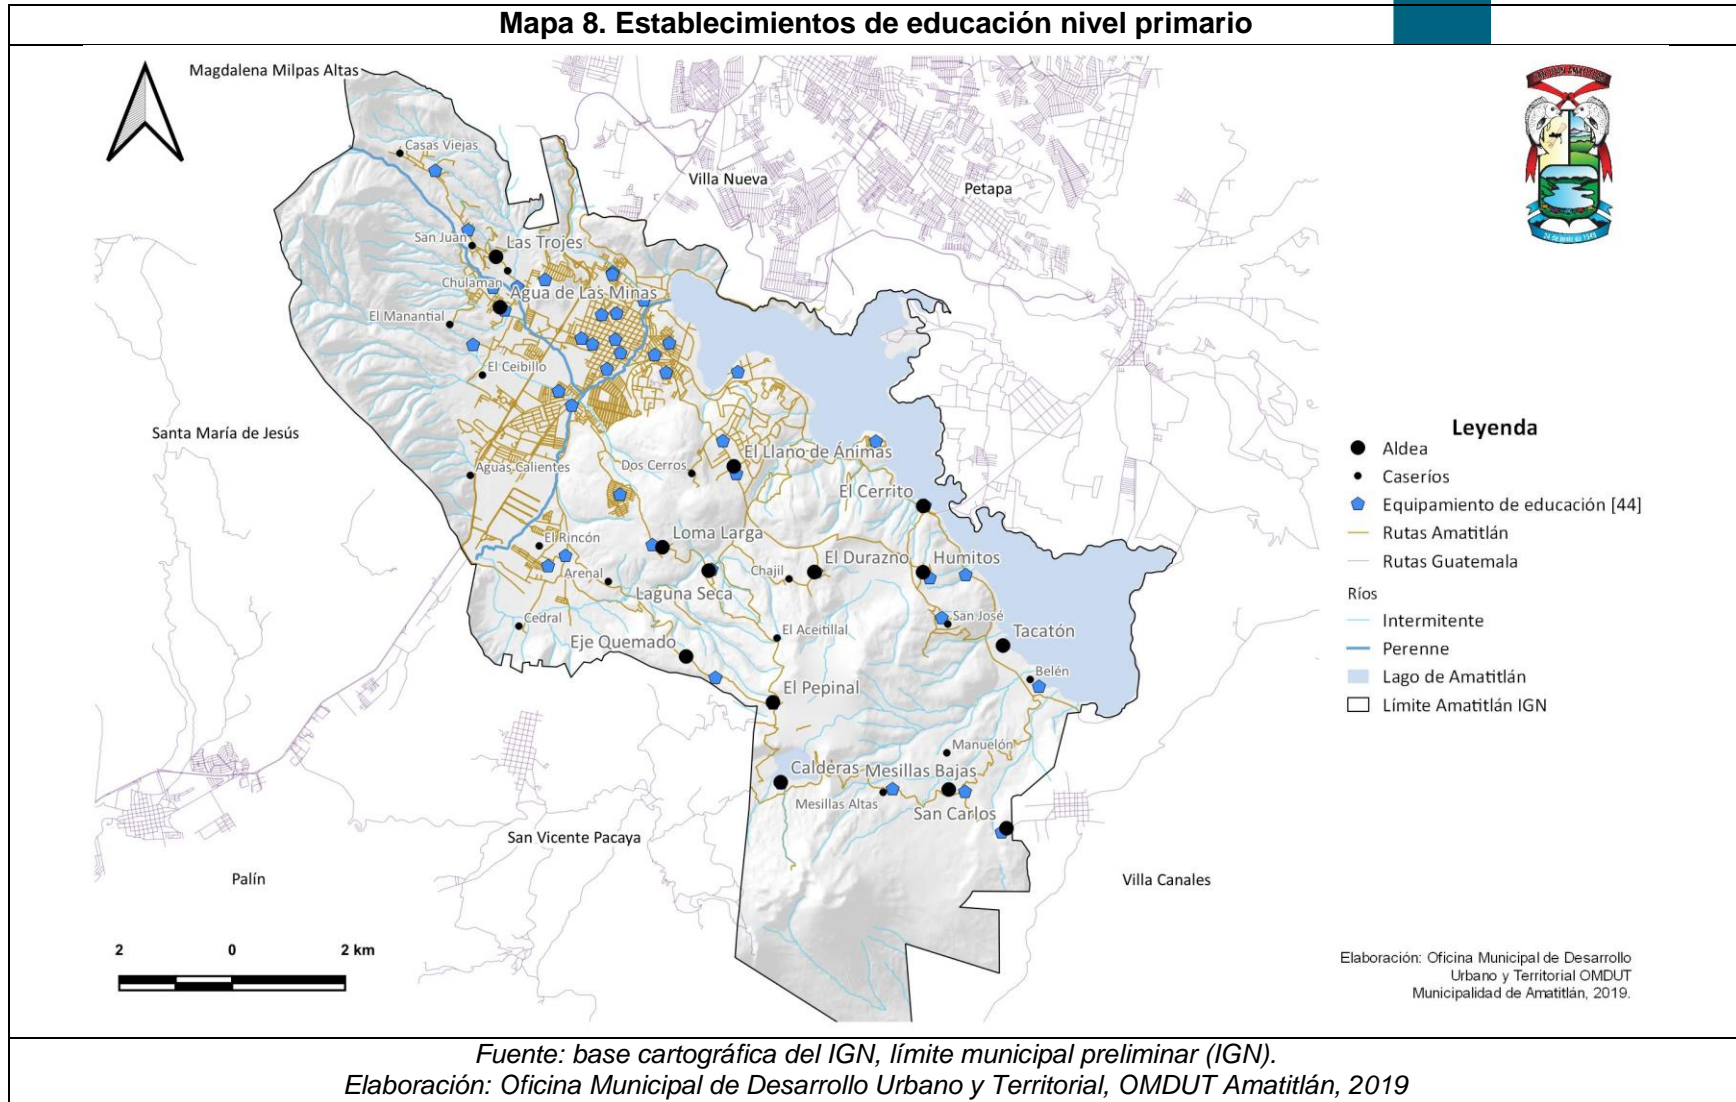 Mapa 8. Establecimientos de educación nivel primario
Magdalena Milpas Altas
Casas Viejas
Villa Nueva
Petapa
San Juan
Las Trojes
Chulaman
Agua de Las Minas
El Manantial
El Ceibillo
Santa María de Jesús
Aguas Calientes
Dos Cerros
El Llano de Ánimas
El Cerrito
El Rincón
Loma Larga
Arenal
Chajil
El Durazno
Humitos
Laguna Seca
Cedral
San José
El Aceitillal
Eje Quemado
Tacatón
Belén
El Pepinal
Manuelón
Calderas
Mesillas Bajas
Mesillas Altas
San Carlos
San Vicente Pacaya
Palín
Villa Canales
2 0 2 km
Leyenda
Aldea
Caseríos
Equipamiento de educación [44]
Rutas Amatitlán
Rutas Guatemala
Ríos
Intermitente
Perenne
Lago de Amatitlán
Límite Amatitlán IGN
Elaboración: Oficina Municipal de Desarrollo
Urbano y Territorial OMDUT
Municipalidad de Amatitlán, 2019.
Fuente: base cartográfica del IGN, límite municipal preliminar (IGN).
Elaboración: Oficina Municipal de Desarrollo Urbano y Territorial, OMDUT Amatitlán, 2019